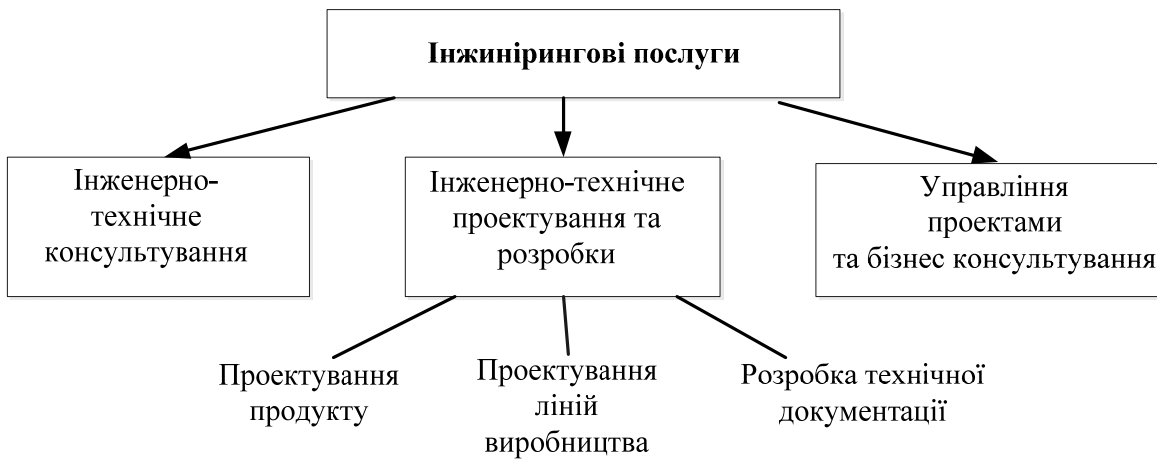 Інжинірингові послуги
Інженерно-
технічне
консультування
Інженерно-технічне
проектування та
розробки
Управління
проектами
та бізнес консультування
Проектування
продукту
Проектування
ліній
виробництва
Розробка технічної
документації